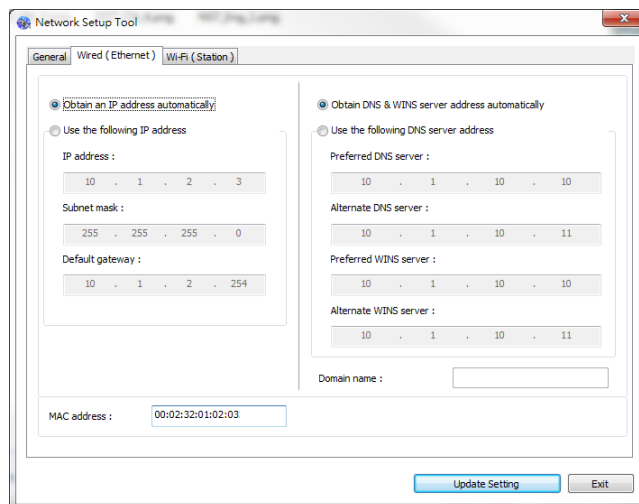 Network Setup Tool
General
Wired ( Ethernet )
Wi-Fi ( Station )
Obtain an IP address automatically
Use the following IP address
IP address :
10 . 1 . 2 . 3
Subnet mask :
255 . 255 . 255 . 0
Default gateway :
10 . 1 . 2 . 254
Obtain DNS & WINS server address automatically
Use the following DNS server address
Preferred DNS server :
10 . 1 . 10 . 10
Alternate DNS server :
10 . 1 . 10 . 11
Preferred WINS server :
10 . 1 . 10 . 10
Alternate WINS server :
10 . 1 . 10 . 11
Domain name :
MAC address :
00:02:32:01:02:03
Update Setting
Exit